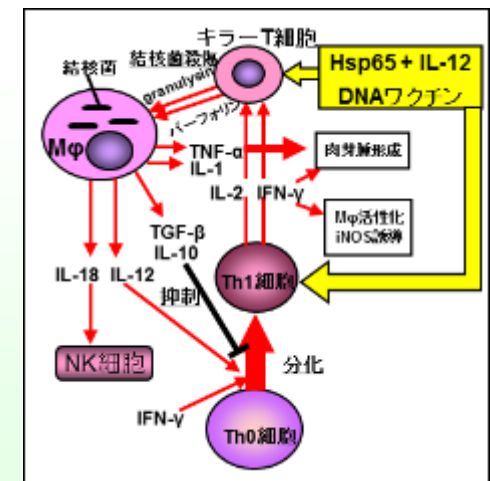 キラーT細胞
結核菌殺傷
結核菌
granulysin
パーフォリン
Hsp65 + IL-12
DNAワクチン
Mφ
TNF-α
IL-1
肉芽腫形成
IL-2
IFN-γ
Mφ活性化
iNOS誘導
TGF-β
IL-10
IL-18
IL-12
抑制
Th1細胞
NK細胞
分化
IFN-γ
Th0細胞